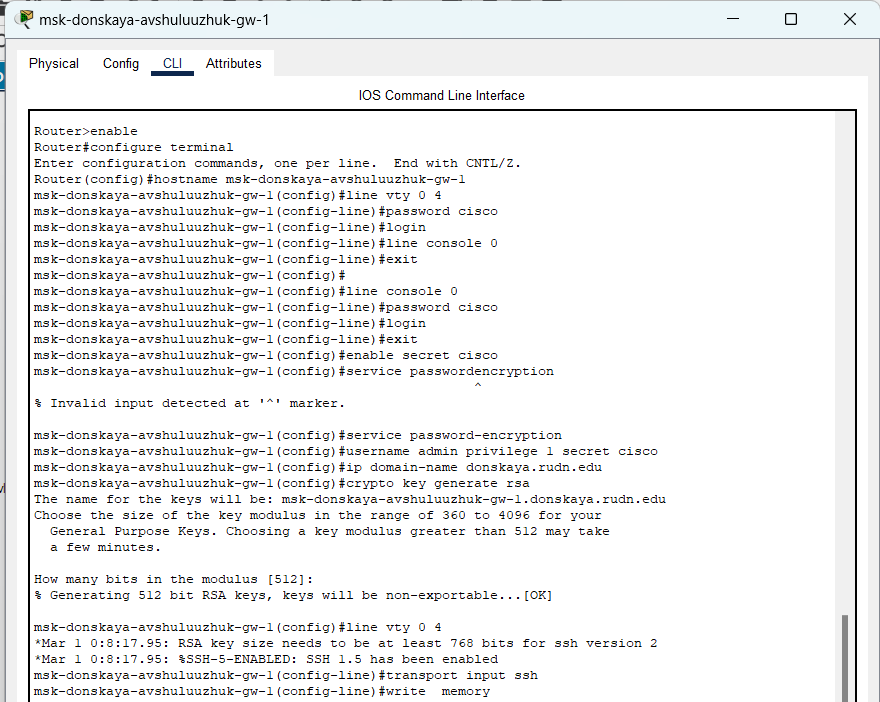 msk-donskaya-avshuluuzhuk-gw-1
Physical Config CLI Attributes
IOS Command Line Interface
Router>enable
Router#configure terminal
Enter configuration commands, one per line.  End with CNTL/Z.
Router(config)#hostname msk-donskaya-avshuluuzhuk-gw-1
msk-donskaya-avshuluuzhuk-gw-1(config)#line vty 0 4
msk-donskaya-avshuluuzhuk-gw-1(config-line)#password cisco
msk-donskaya-avshuluuzhuk-gw-1(config-line)#login
msk-donskaya-avshuluuzhuk-gw-1(config-line)#line console 0
msk-donskaya-avshuluuzhuk-gw-1(config-line)#exit
msk-donskaya-avshuluuzhuk-gw-1(config)#
msk-donskaya-avshuluuzhuk-gw-1(config)#line console 0
msk-donskaya-avshuluuzhuk-gw-1(config-line)#password cisco
msk-donskaya-avshuluuzhuk-gw-1(config-line)#login
msk-donskaya-avshuluuzhuk-gw-1(config-line)#exit
msk-donskaya-avshuluuzhuk-gw-1(config)#enable secret cisco
msk-donskaya-avshuluuzhuk-gw-1(config)#service passwordencryption
^
% Invalid input detected at '^' marker.
msk-donskaya-avshuluuzhuk-gw-1(config)#service password-encryption
msk-donskaya-avshuluuzhuk-gw-1(config)#username admin privilege 1 secret cisco
msk-donskaya-avshuluuzhuk-gw-1(config)#ip domain-name donskaya.rudn.edu
msk-donskaya-avshuluuzhuk-gw-1(config)#crypto key generate rsa
The name for the keys will be: msk-donskaya-avshuluuzhuk-gw-1.donskaya.rudn.edu
Choose the size of the key modulus in the range of 360 to 4096 for your
General Purpose Keys. Choosing a key modulus greater than 512 may take
a few minutes.
How many bits in the modulus [512]:
% Generating 512 bit RSA keys, keys will be non-exportable...[OK]
msk-donskaya-avshuluuzhuk-gw-1(config)#line vty 0 4
*Mar 1 0:8:17.95: RSA key size needs to be at least 768 bits for ssh version 2
*Mar 1 0:8:17.95: %SSH-5-ENABLED: SSH 1.5 has been enabled
msk-donskaya-avshuluuzhuk-gw-1(config-line)#transport input ssh
msk-donskaya-avshuluuzhuk-gw-1(config-line)#write  memory